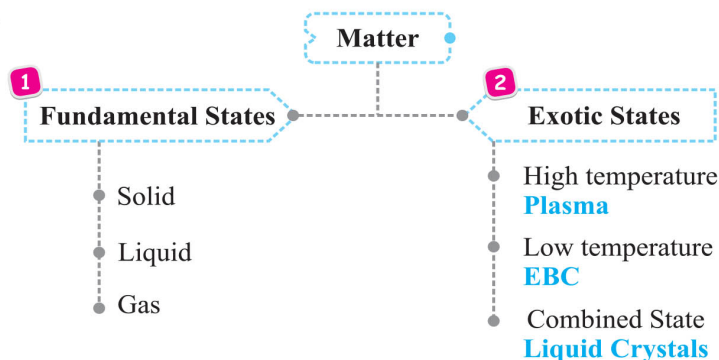 Matter
1
Fundamental States
Solid
Liquid
Gas
2
Exotic States
High temperature
Plasma
Low temperature
EBC
Combined State
Liquid Crystals